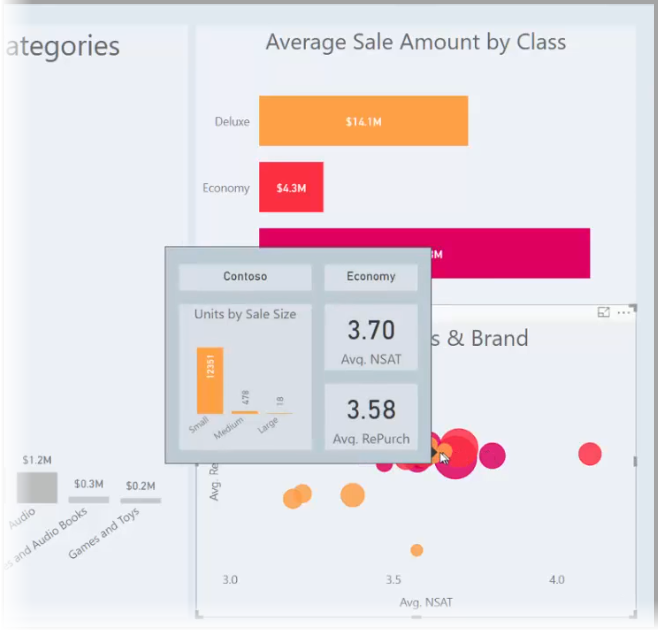 ategories
$1.2M
$0.3M
$0.2M
Audio
s and Audio Books
Games and Toys
Average Sale Amount by Class
Deluxe
$14.1M
Economy
$4.3M
M
Contoso
Economy
Units by Sale Size
12351
478
18
Small
Medium
Large
3.70
Avg. NSAT
3.58
Avg. RePurch
s & Brand
Avg. Re
3.0
3.5
4.0
Avg. NSAT